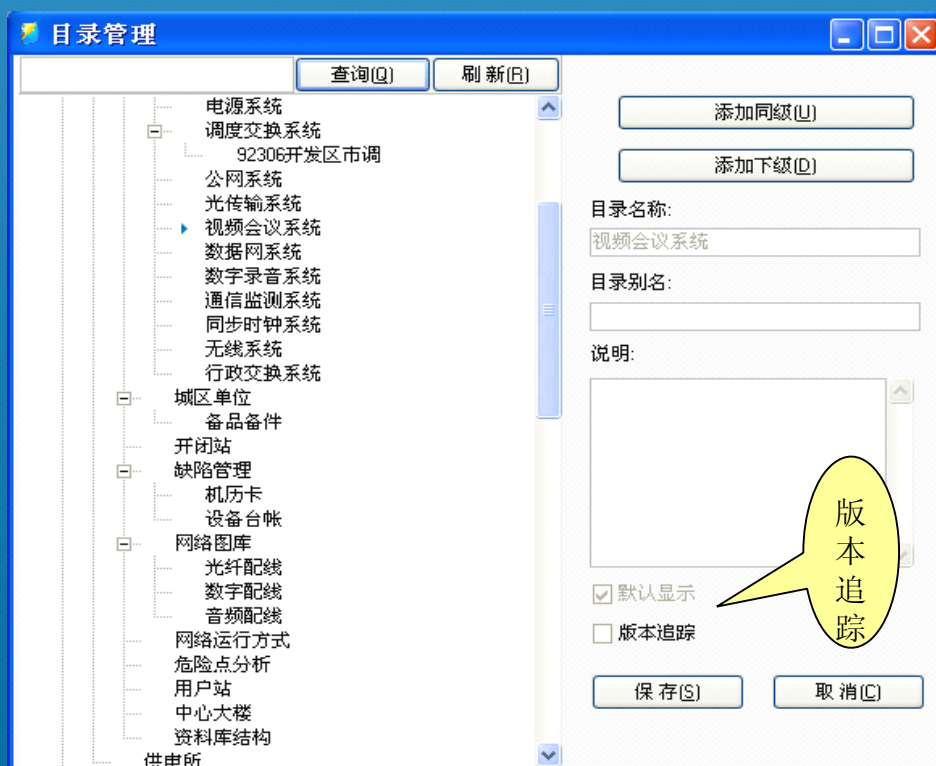 目录管理
查询(Q)
刷 新(R)
电源系统
调度交换系统
92306开发区市调
公网系统
光传输系统
视频会议系统
数据网系统
数字录音系统
通信监测系统
同步时钟系统
无线系统
行政交换系统
城区单位
备品备件
开闭站
缺陷管理
机历卡
设备台帐
网络图库
光纤配线
数字配线
音频配线
网络运行方式
危险点分析
用户站
中心大楼
资料库结构
供电所
添加同级(U)
添加下级(D)
目录名称:
视频会议系统
目录别名:
说明:
默认显示
版本追踪
保 存(S)
取 消(C)
版本追踪